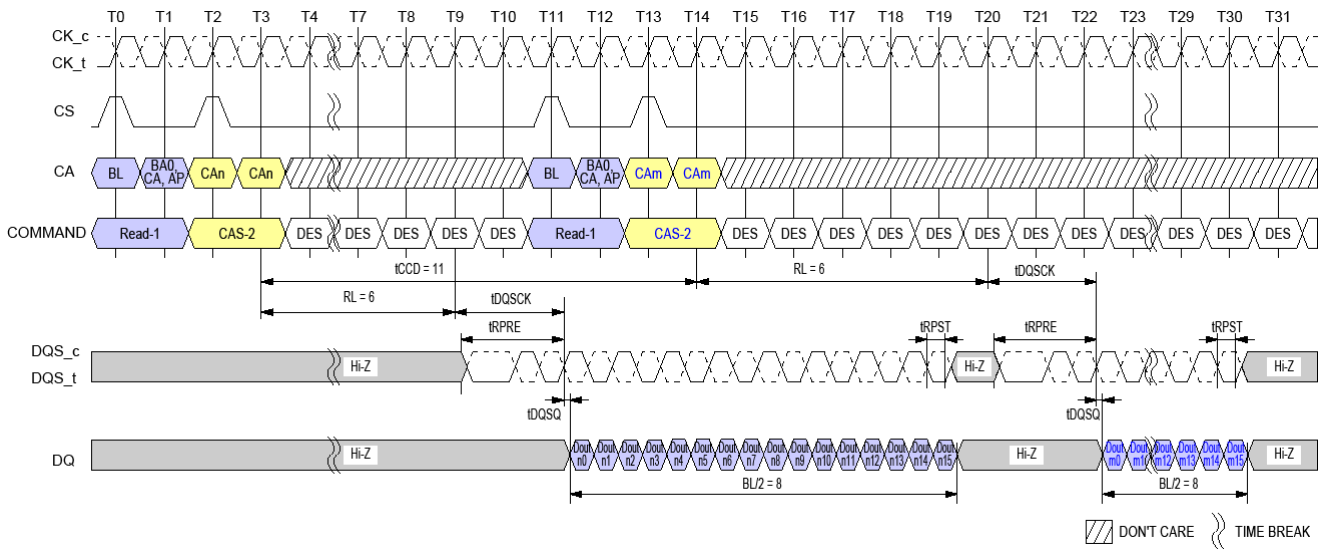 T0 T1 T2 T3 T4 T7 T8 T9 T10 T11 T12 T13 T14 T15 T16 T17 T18 T19 T20 T21 T22 T23 T29 T30 T31
CK_c
CK_t
CS
CA BL BA0, CA, AP CAn CAn BL BA0, CA, AP CAm CAm
COMMAND Read-1 CAS-2 DES DES DES DES DES Read-1 CAS-2 DES DES DES DES DES DES DES DES DES DES DES DES
tCCD = 11 RL = 6 tDQSCK
RL = 6 tDQSCK
tRPRE tRPST tRPRE tRPST
DQS_c
DQS_t
Hi-Z Hi-Z Hi-Z
tDQSQ tDQSQ
DQ Hi-Z Dout n0 Dout n1 Dout n2 Dout n3 Dout n4 Dout n5 Dout n6 Dout n7 Dout n8 Dout n9 Dout n10 Dout n11 Dout n12 Dout n13 Dout n14 Dout n15 Hi-Z Dout m0 Dout Dout m12 Dout m13 Dout m14 Dout m15 Hi-Z
BL/2 = 8 BL/2 = 8
DON'T CARE TIME BREAK